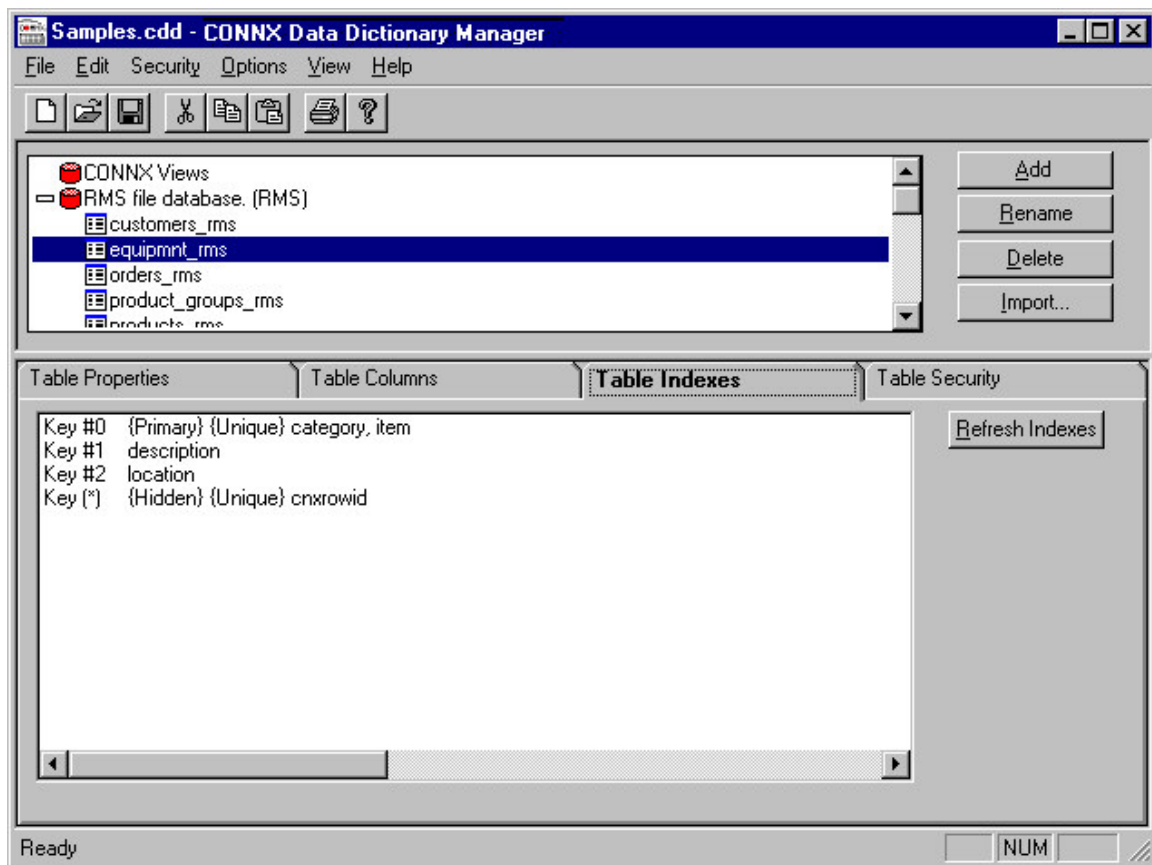 Samples.cdd - CONNX Data Dictionary Manager
File Edit Security Options View Help
CONNX Views
RMS file database. (RMS)
customers_rms
equipmnt_rms
orders_rms
product_groups_rms
products_rms
Add
Rename
Delete
Import...
Table Properties Table Columns Table Indexes Table Security
Key #0 {Primary} {Unique} category, item
Key #1 description
Key #2 location
Key (*) {Hidden} {Unique} cnxrowid
Refresh Indexes
Ready NUM